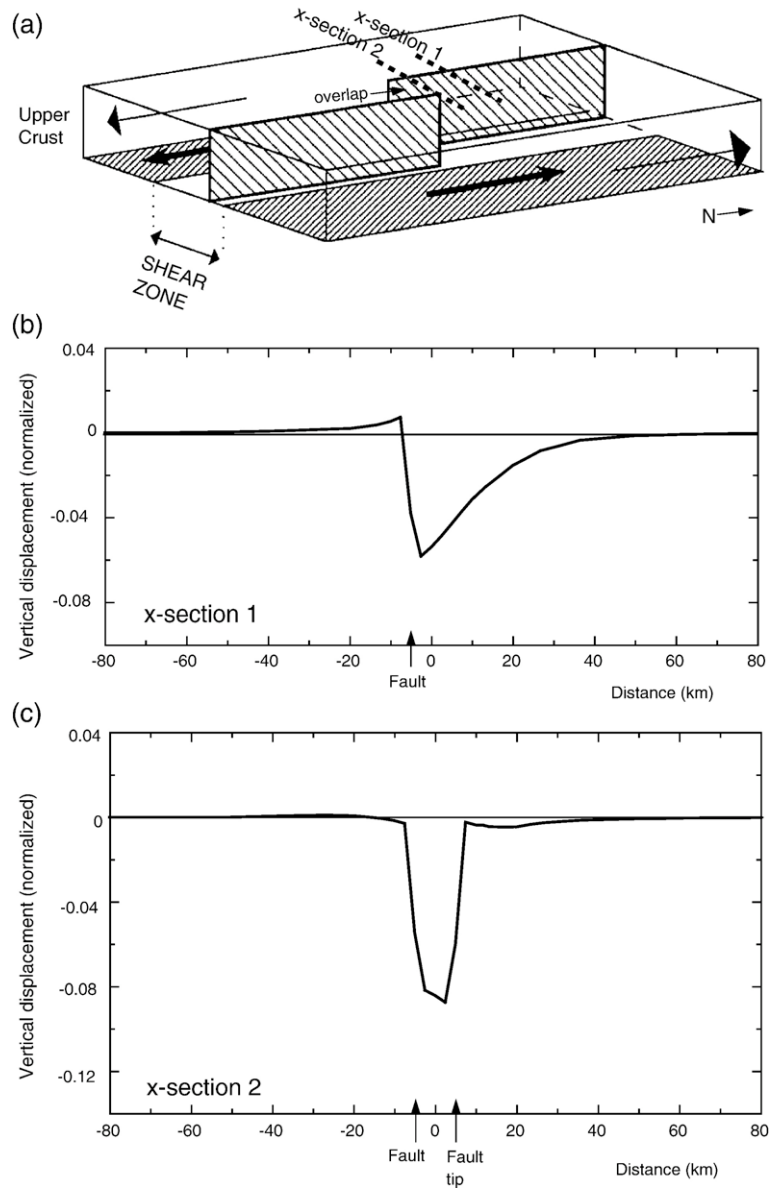 (a)
x-section 1
x-section 2
overlap
Upper
Crust
N
SHEAR
ZONE
(b)
Vertical displacement (normalized)
0.04
0
-0.04
-0.08
x-section 1
-80
-60
-40
-20
0
20
40
60
80
Fault
Distance (km)
(c)
Vertical displacement (normalized)
0.04
0
-0.04
-0.08
-0.12
x-section 2
-80
-60
-40
-20
0
20
40
60
80
Fault
Fault
tip
Distance (km)